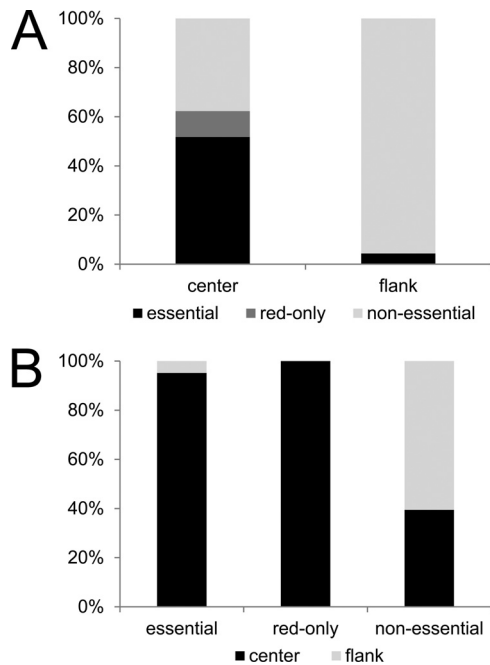 A
100%
80%
60%
40%
20%
0%
center flank
essential red-only non-essential
B
100%
80%
60%
40%
20%
0%
essential red-only non-essential
center flank